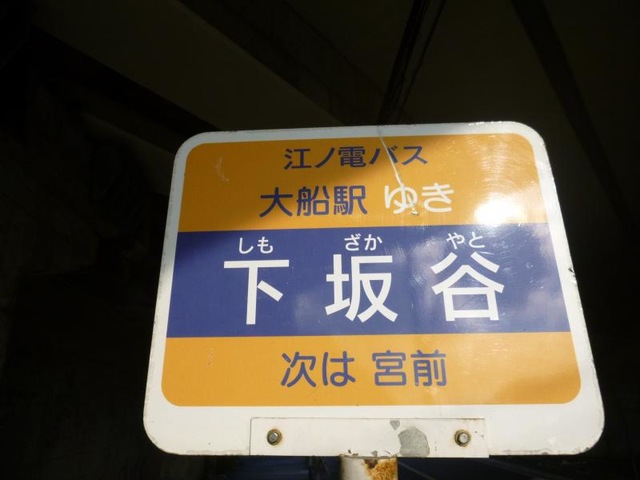 江ノ電バス
大船駅 ゆき
しも ざか やと
下坂谷
次は 宮前